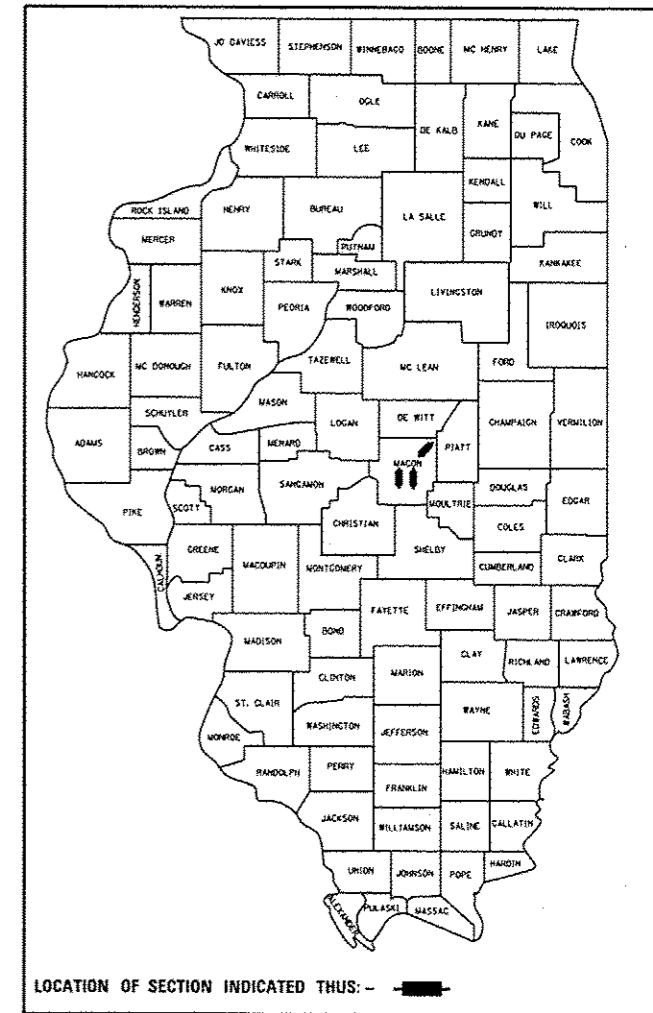 JO DAVIESS STEPHENSON WINNEBAGO BOONE MC HENRY LAKE
CARROLL OGLE DE KALB KANE DU PAGE COOK
WHITESIDE LEE KENDALL WILL
ROCK ISLAND HENRY BUREAU LA SALLE GRUNDY
MERCER PUTNAM KANKAKEE
STARK MARSHALL
HENDERSON WARREN KNOX PEORIA WOODFORD LIVINGSTON IROQUOIS
HANCOCK MC DONOUGH FULTON TAZEWELL MC LEAN FORD
SCHUYLER MASON LOGAN DE WITT CHAMPAIGN VERMILION
ADAMS BROWN CASS MENARD MACON PIATT
PIKE SCOTT MORGAN SANGAMON CHRISTIAN MOULTRIE DOUGLAS EDGAR
COLES
CALHOUN GREENE MACOUPIN MONTGOMERY SHELBY CUMBERLAND CLARK
JERSEY FAYETTE EFFINGHAM JASPER CRAWFORD
MADISON BOND CLAY RICHLAND LAWRENCE
CLINTON MARION
ST. CLAIR WASHINGTON JEFFERSON WAYNE EDWARDS WABASH
MONROE
RANDOLPH PERRY FRANKLIN HAMILTON WHITE
JACKSON WILLIAMSON SALINE GALLATIN
UNION JOHNSON POPE HARDIN
ALEXANDER PULASKI MASSAC
LOCATION OF SECTION INDICATED THUS: -